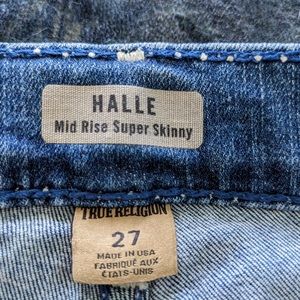 HALLE
Mid Rise Super Skinny
TRUE RELIGION
27
MADE IN USA
FABRIQUÉ AUX
ÉTATS-UNIS